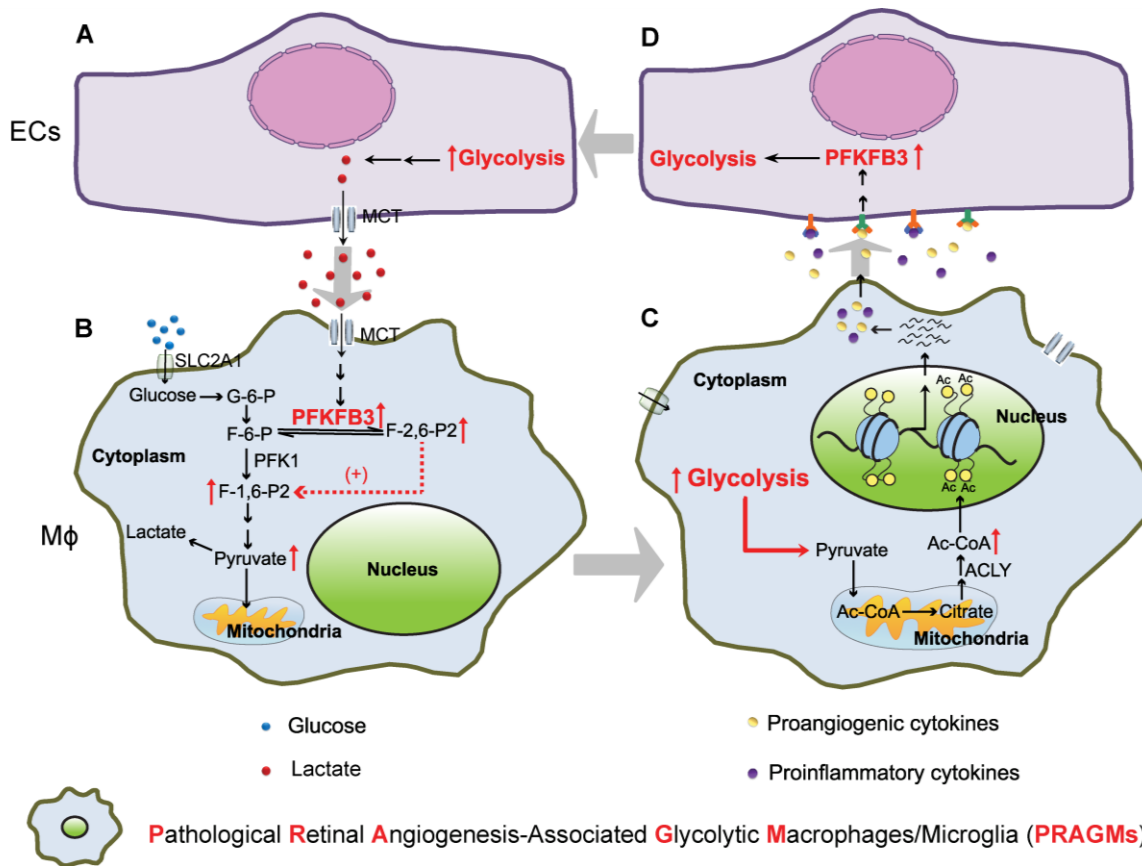 A
D
ECs
↑Glycolysis
Glycolysis
PFKFB3↑
MCT
B
C
MCT
SLC2A1
Glucose
G-6-P
PFKFB3↑
F-6-P
F-2,6-P2↑
Cytoplasm
PFK1
(+)
↑F-1,6-P2
Lactate
Pyruvate↑
Nucleus
Mitochondria
Mϕ
Cytoplasm
Ac
Ac
Nucleus
↑Glycolysis
Ac
Ac
Ac-CoA↑
Pyruvate
ACLY
Ac-CoA
Citrate
Mitochondria
Glucose
Proangiogenic cytokines
Lactate
Proinflammatory cytokines
Pathological Retinal Angiogenesis-Associated Glycolytic Macrophages/Microglia (PRAGMs)